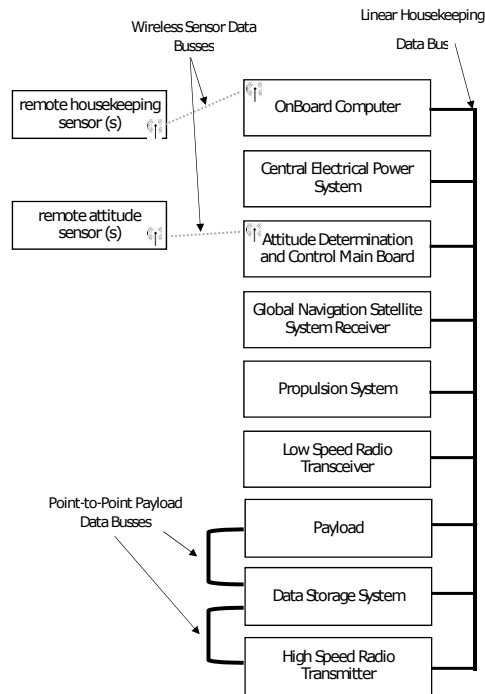 Linear Housekeeping
Data Bus
Wireless Sensor Data
Busses
remote housekeeping
sensor (s)
OnBoard Computer
Central Electrical Power
System
remote attitude
sensor (s)
Attitude Determination
and Control Main Board
Global Navigation Satellite
System Receiver
Propulsion System
Low Speed Radio
Transceiver
Point-to-Point Payload
Data Busses
Payload
Data Storage System
High Speed Radio
Transmitter